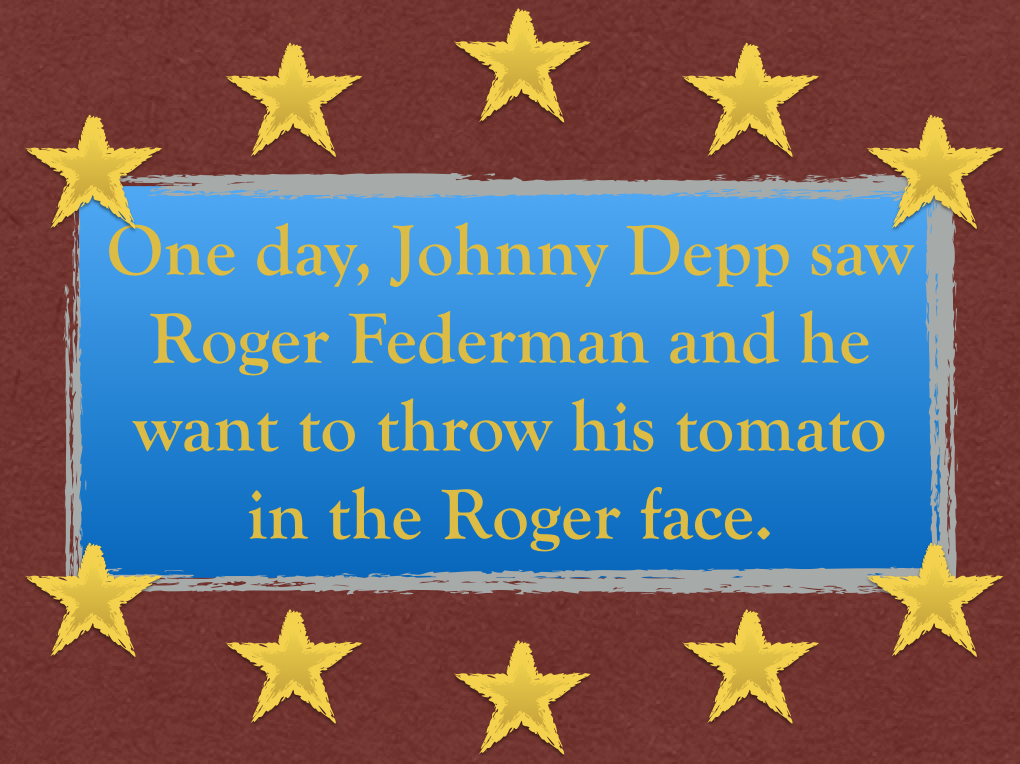 One day, Johnny Depp saw
Roger Federman and he
want to throw his tomato
in the Roger face.